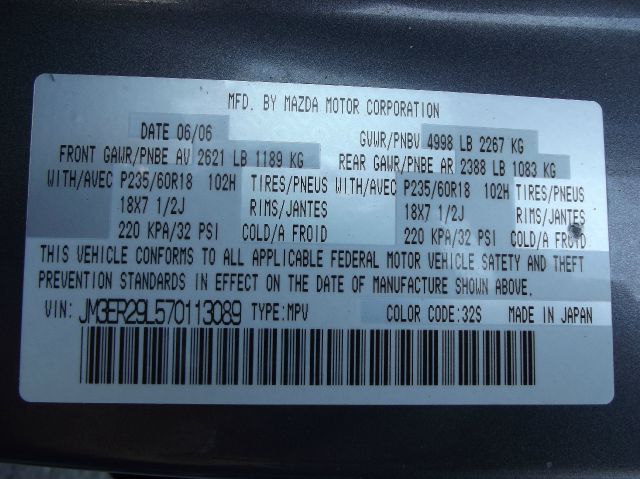 MFD. BY MAZDA MOTOR CORPORATION
DATE 06/06 GVWR/PNBV 4998 LB 2267 KG
FRONT GAWR/PNBE AV 2621 LB 1189 KG REAR GAWR/PNBE AR 2388 LB 1083 KG
WITH/AVEC P235/60R18 102H TIRES/PNEUS WITH/AVEC P235/60R18 102H TIRES/PNEUS
18X7 1/2J RIMS/JANTES 18X7 1/2J RIMS/JANTES
220 KPA/32 PSI COLD/A FROID 220 KPA/32 PSI COLD/A FROID
THIS VEHICLE CONFORMS TO ALL APPLICABLE FEDERAL MOTOR VEHICLE SAFETY AND THEFT
PREVENTION STANDARDS IN EFFECT ON THE DATE OF MANUFACTURE SHOWN ABOVE.
VIN: JM3ER29L570113089 TYPE: MPV COLOR CODE: 32S MADE IN JAPAN